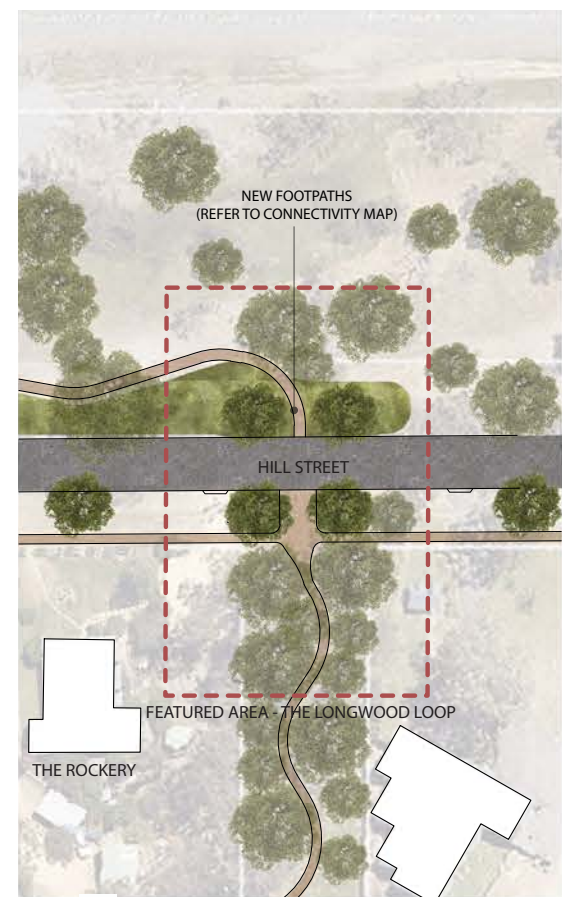 NEW FOOTPATHS
(REFER TO CONNECTIVITY MAP)
HILL STREET
FEATURED AREA - THE LONGWOOD LOOP
THE ROCKERY